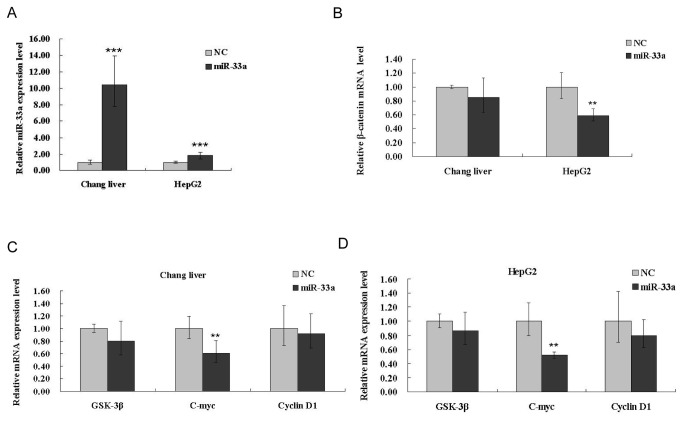 A
Relative miR-33a expression level
16.00
14.00
12.00
10.00
8.00
6.00
4.00
2.00
0.00
***
***
NC
miR-33a
Chang liver HepG2
B
Relative β-catenin mRNA level
1.40
1.20
1.00
0.80
0.60
0.40
0.20
0.00
**
NC
miR-33a
Chang liver HepG2
C
Chang liver
Relative mRNA expression level
1.60
1.40
1.20
1.00
0.80
0.60
0.40
0.20
0.00
**
NC
miR-33a
GSK-3β C-myc Cyclin D1
D
HepG2
Relative mRNA expression level
1.60
1.40
1.20
1.00
0.80
0.60
0.40
0.20
0.00
**
NC
miR-33a
GSK-3β C-myc Cyclin D1